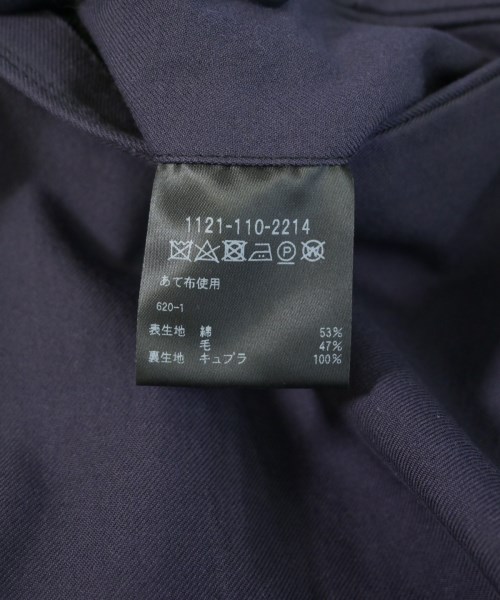 1121-110-2214
P W
あて布使用
620-1
表生地 綿 53%
毛 47%
裏生地 キュプラ 100%